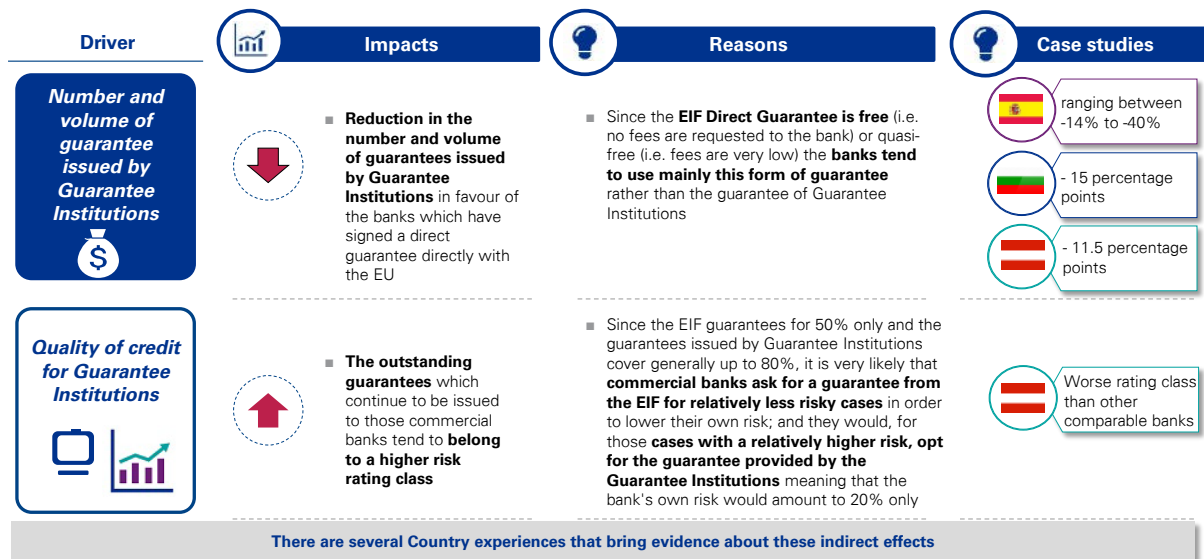 Driver
Impacts
Reasons
Case studies
Number and
volume of
guarantee
issued by
Guarantee
Institutions
$
Reduction in the
number and volume
of guarantees issued
by Guarantee
Institutions in favour of
the banks which have
signed a direct
guarantee directly with
the EU
Since the EIF Direct Guarantee is free (i.e.
no fees are requested to the bank) or quasi-
free (i.e. fees are very low) the banks tend
to use mainly this form of guarantee
rather than the guarantee of Guarantee
Institutions
ranging between
-14% to -40%
- 15 percentage
points
- 11.5 percentage
points
Quality of credit
for Guarantee
Institutions
The outstanding
guarantees which
continue to be issued
to those commercial
banks tend to belong
to a higher risk
rating class
Since the EIF guarantees for 50% only and the
guarantees issued by Guarantee Institutions
cover generally up to 80%, it is very likely that
commercial banks ask for a guarantee from
the EIF for relatively less risky cases in order
to lower their own risk; and they would, for
those cases with a relatively higher risk, opt
for the guarantee provided by the
Guarantee Institutions meaning that the
bank's own risk would amount to 20% only
Worse rating class
than other
comparable banks
There are several Country experiences that bring evidence about these indirect effects